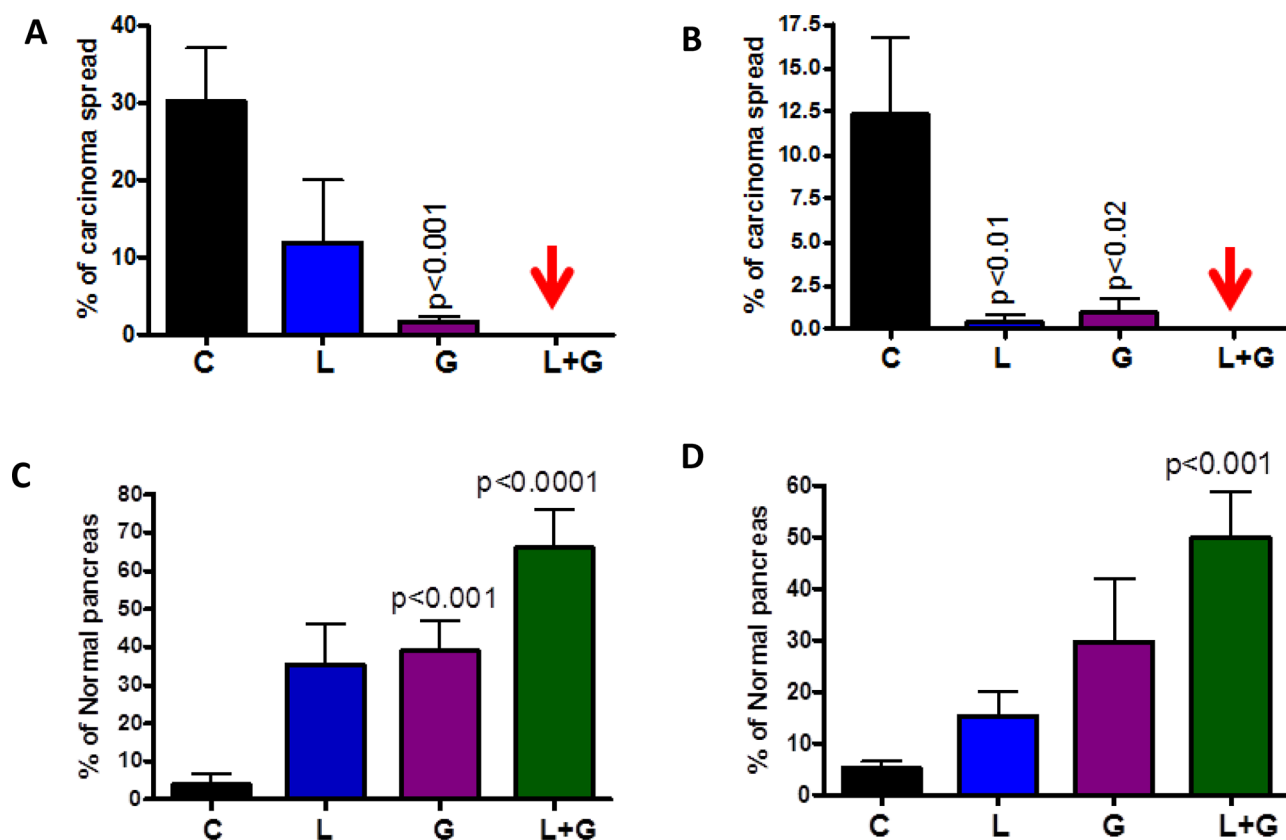 A
% of carcinoma spread
40
30
20
10
0
p<0.001
C L G L+G
B
% of carcinoma spread
17.5
15.0
12.5
10.0
7.5
5.0
2.5
0.0
p<0.01
p<0.02
C L G L+G
C
% of Normal pancreas
80
70
60
50
40
30
20
10
0
p<0.0001
p<0.001
C L G L+G
D
% of Normal pancreas
60
50
40
30
20
10
0
p<0.001
C L G L+G